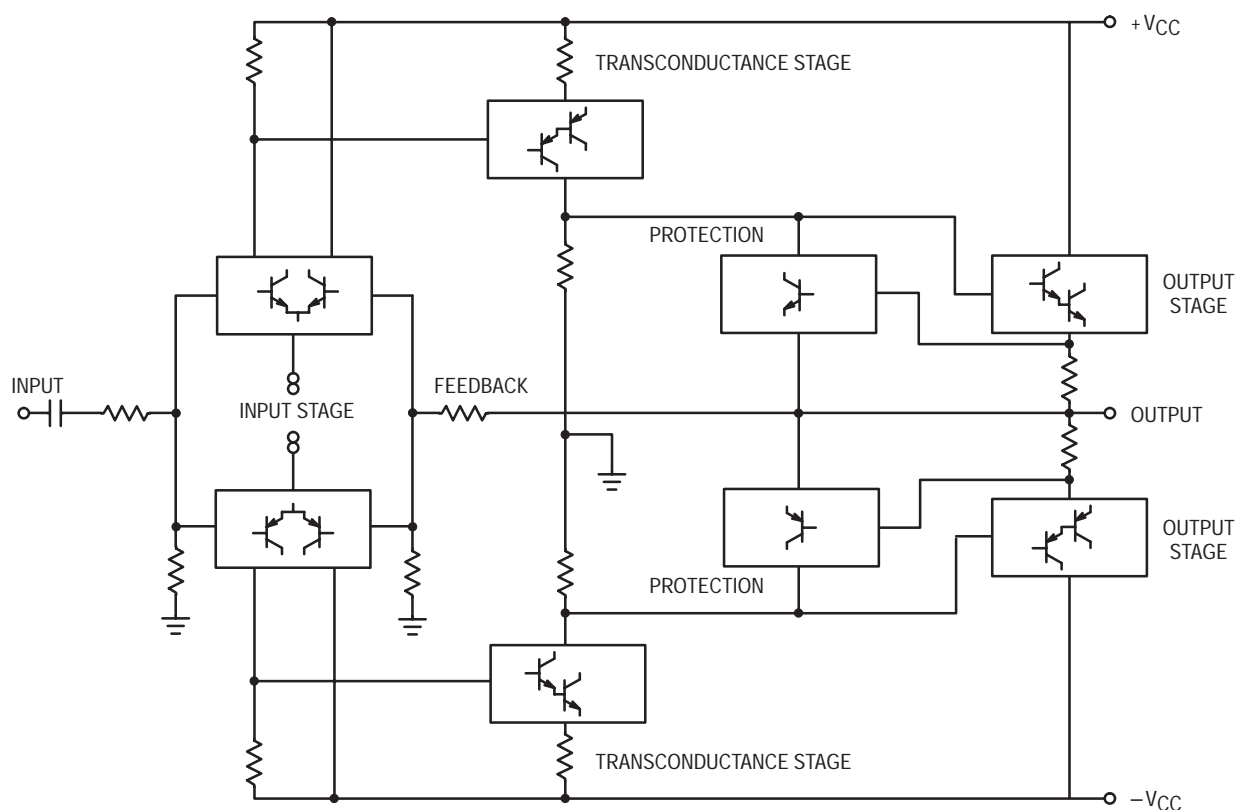 +VCC
TRANSCONDUCTANCE STAGE
PROTECTION
OUTPUT
STAGE
INPUT
FEEDBACK
INPUT STAGE
OUTPUT
OUTPUT
STAGE
PROTECTION
TRANSCONDUCTANCE STAGE
–VCC